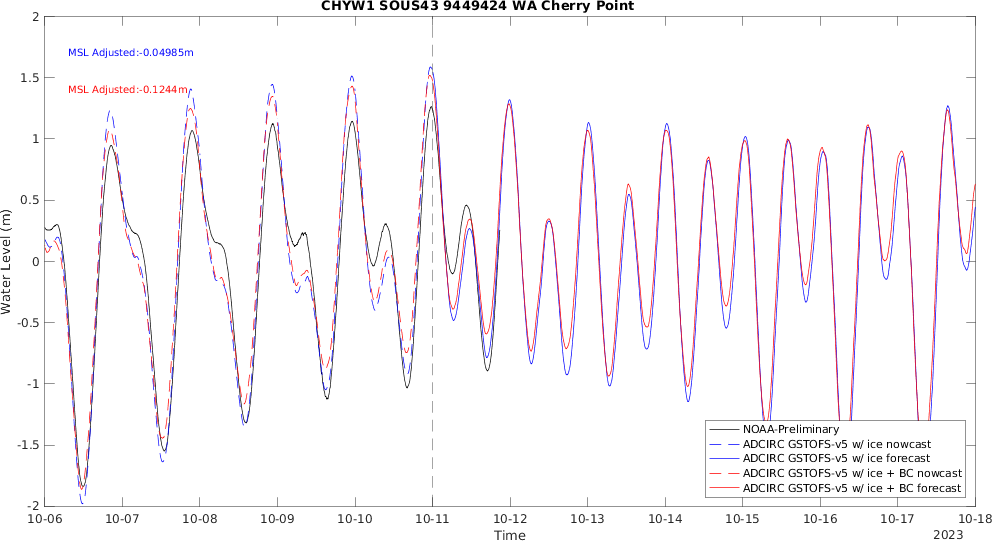 CHYW1 SOUS43 9449424 WA Cherry Point
MSL Adjusted:-0.04985m
MSL Adjusted:-0.1244m
Water Level (m)
2
1.5
1
0.5
0
-0.5
-1
-1.5
-2
NOAA-Preliminary
ADCIRC GSTOFS-v5 w/ ice nowcast
ADCIRC GSTOFS-v5 w/ ice forecast
ADCIRC GSTOFS-v5 w/ ice + BC nowcast
ADCIRC GSTOFS-v5 w/ ice + BC forecast
10-06 10-07 10-08 10-09 10-10 10-11 10-12 10-13 10-14 10-15 10-16 10-17 10-18
Time
2023